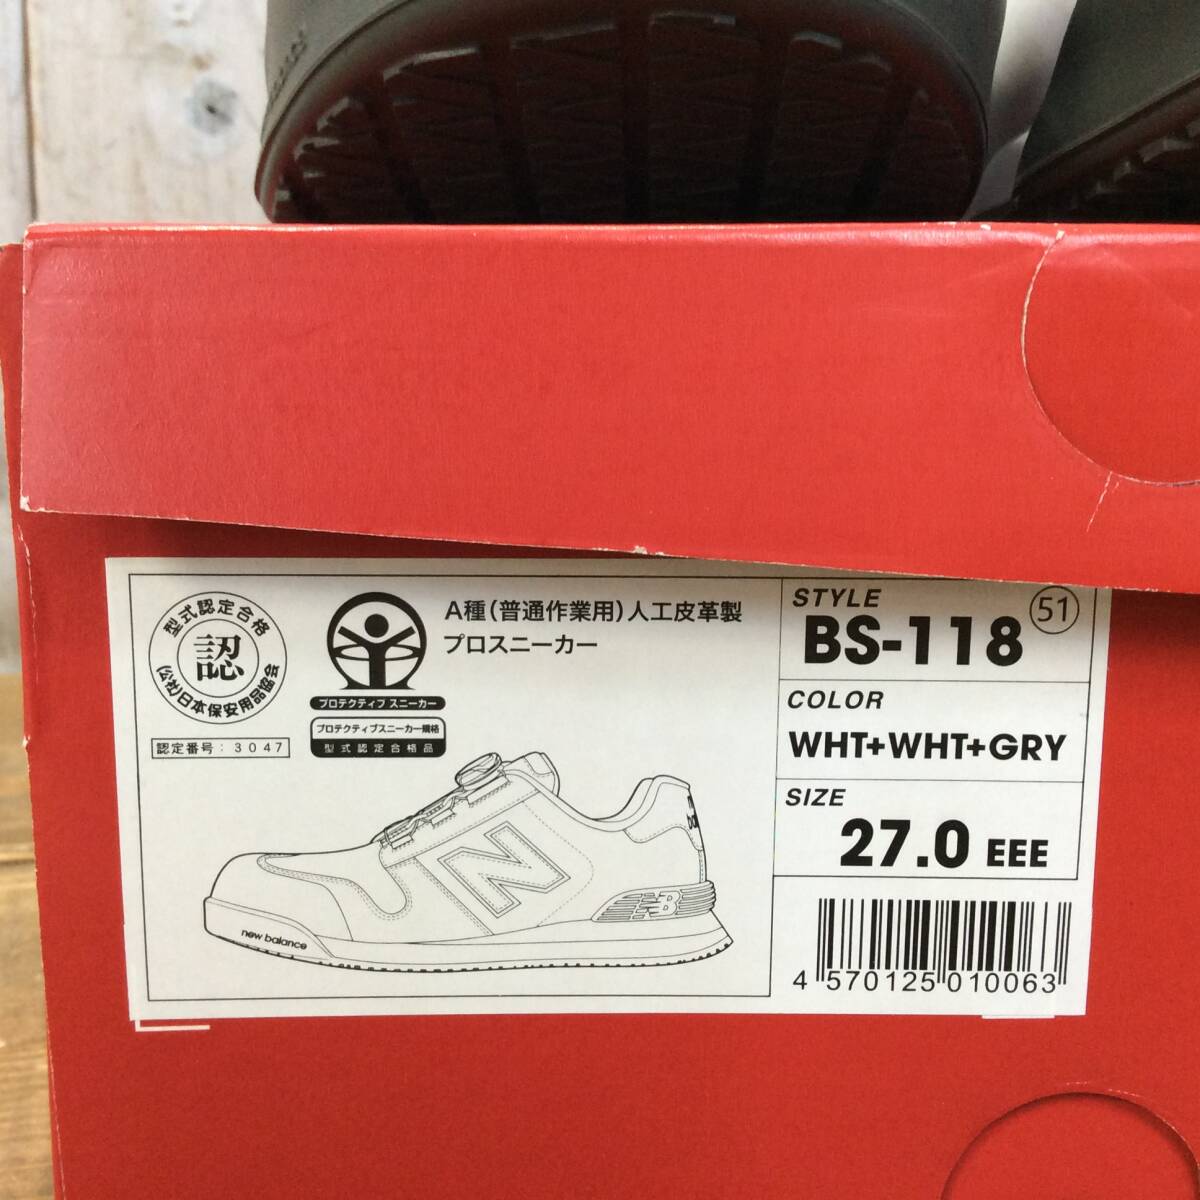 型式認定合格
認
(公社)日本保安用品協会
認定番号：3047
プロテクティブ スニーカー
プロテクティブスニーカー規格
型式認定合格品
A種(普通作業用)人工皮革製
プロスニーカー
new balance
N
NB
STYLE
BS-118
51
COLOR
WHT+WHT+GRY
SIZE
27.0 EEE
4 570125 010063